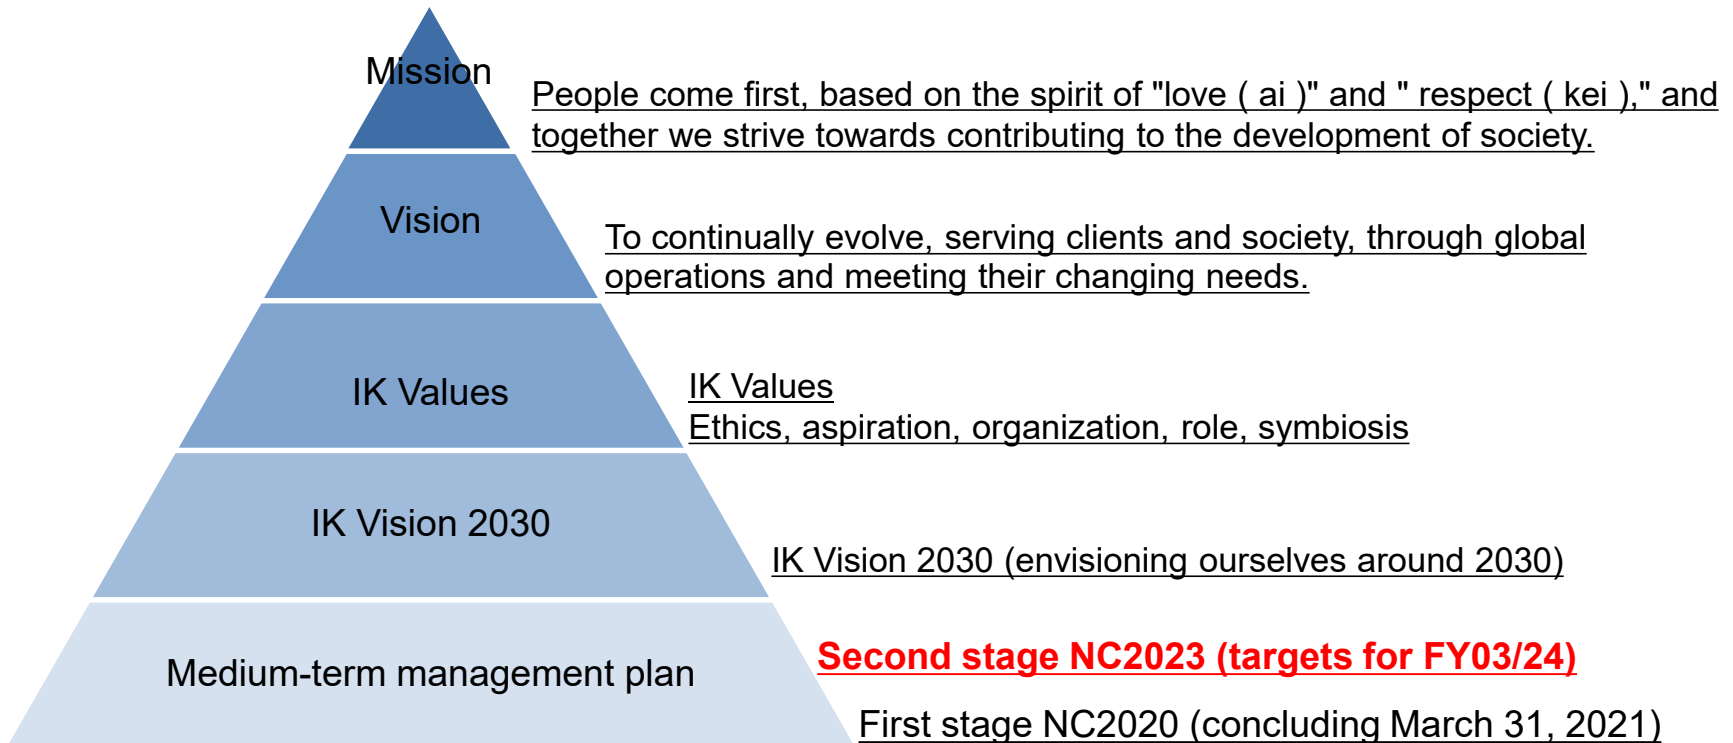 Mission
People come first, based on the spirit of "love ( ai )" and " respect ( kei )," and
together we strive towards contributing to the development of society.
Vision
To continually evolve, serving clients and society, through global
operations and meeting their changing needs.
IK Values
IK Values
Ethics, aspiration, organization, role, symbiosis
IK Vision 2030
IK Vision 2030 (envisioning ourselves around 2030)
Medium-term management plan
Second stage NC2023 (targets for FY03/24)
First stage NC2020 (concluding March 31, 2021)